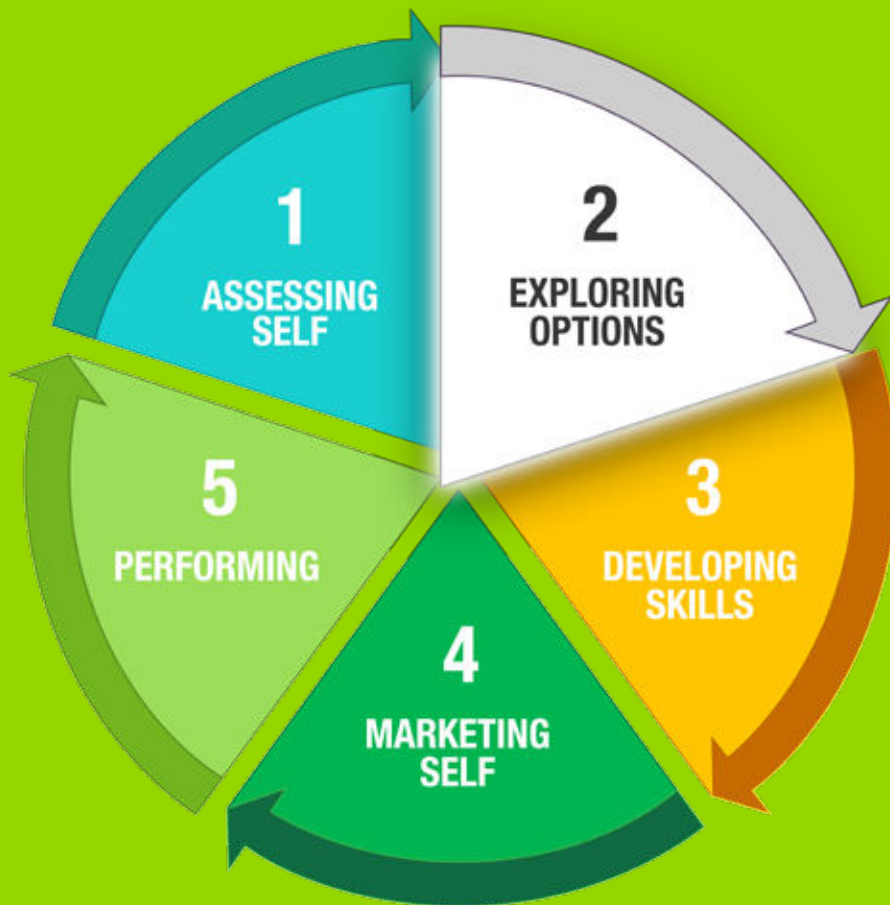 1
ASSESSING
SELF
2
EXPLORING
OPTIONS
3
DEVELOPING
SKILLS
4
MARKETING
SELF
5
PERFORMING